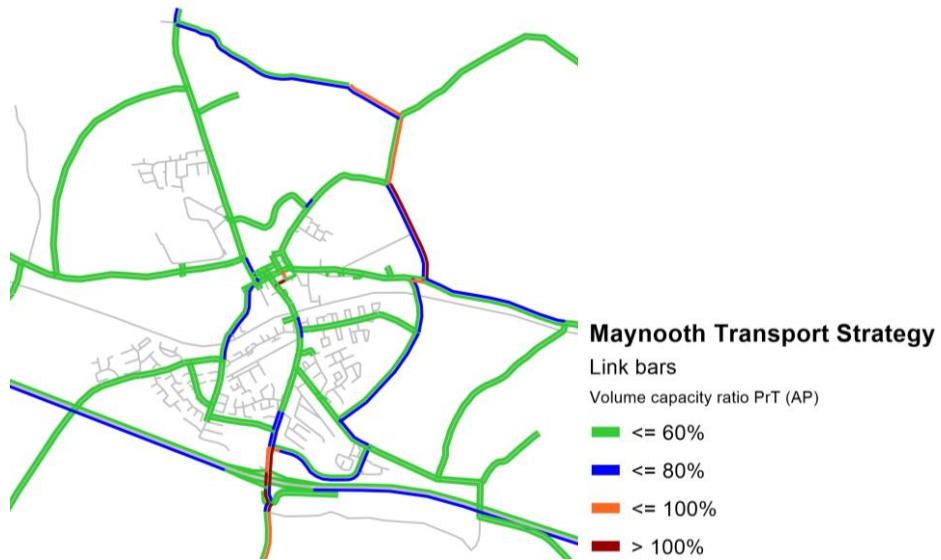 Maynooth Transport Strategy
Link bars
Volume capacity ratio PrT (AP)
<= 60%
<= 80%
<= 100%
> 100%